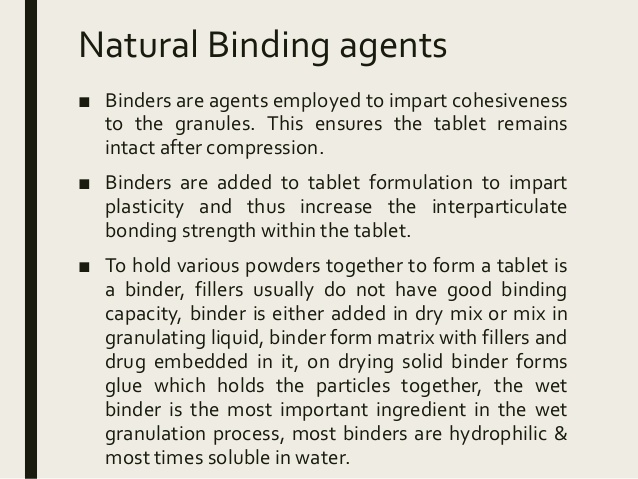 Natural Binding agents
■ Binders are agents employed to impart cohesiveness
to the granules. This ensures the tablet remains
intact after compression.
■ Binders are added to tablet formulation to impart
plasticity and thus increase the interparticulate
bonding strength within the tablet.
■ To hold various powders together to form a tablet is
a binder, fillers usually do not have good binding
capacity, binder is either added in dry mix or mix in
granulating liquid, binder form matrix with fillers and
drug embedded in it, on drying solid binder forms
glue which holds the particles together, the wet
binder is the most important ingredient in the wet
granulation process, most binders are hydrophilic &
most times soluble in water.